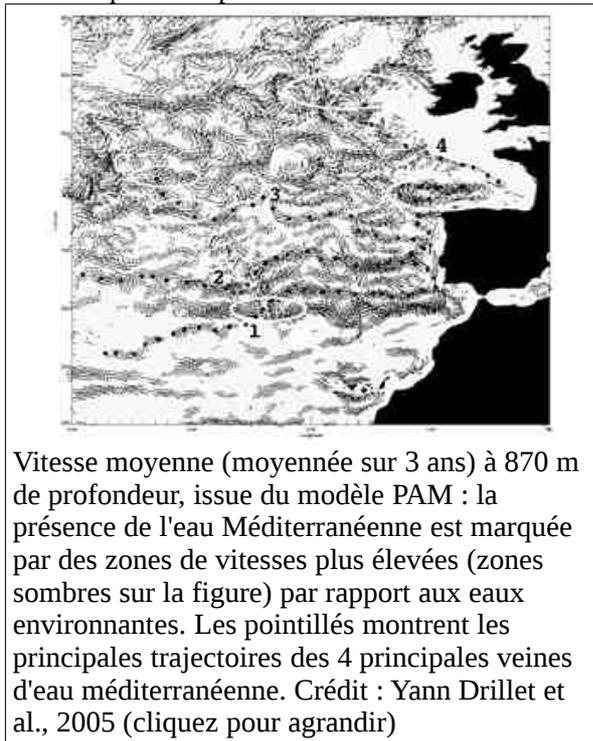 4
3
2
1
Vitesse moyenne (moyennée sur 3 ans) à 870 m
de profondeur, issue du modèle PAM : la
présence de l'eau Méditerranéenne est marquée
par des zones de vitesses plus élevées (zones
sombres sur la figure) par rapport aux eaux
environnantes. Les pointillés montrent les
principales trajectoires des 4 principales veines
d'eau méditerranéenne. Crédit : Yann Drillet et
al., 2005 (cliquez pour agrandir)